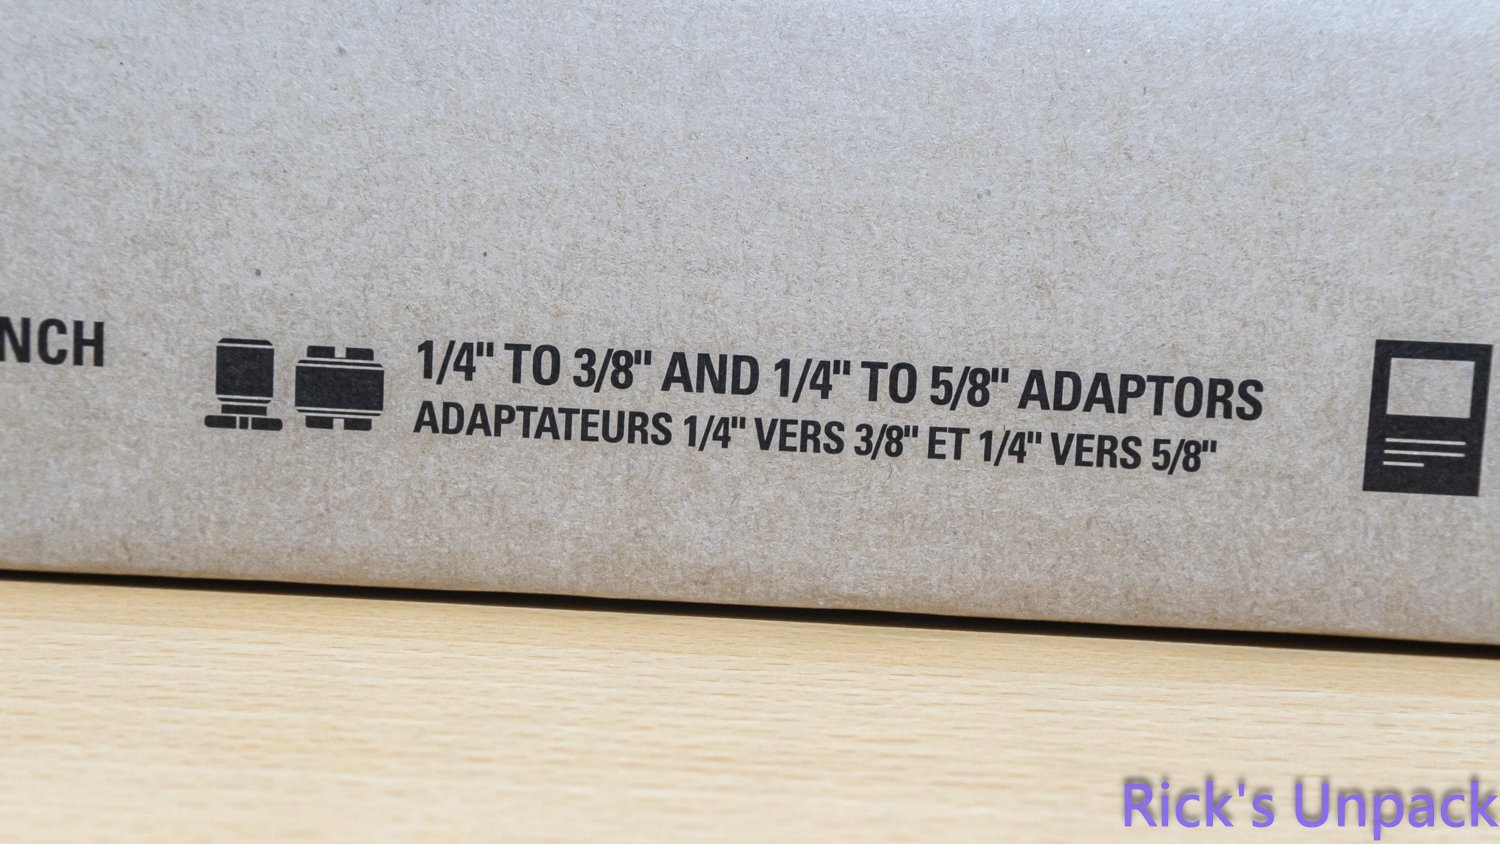 NCH
1/4" TO 3/8" AND 1/4" TO 5/8" ADAPTORS
ADAPTATEURS 1/4" VERS 3/8" ET 1/4" VERS 5/8"
Rick's Unpack